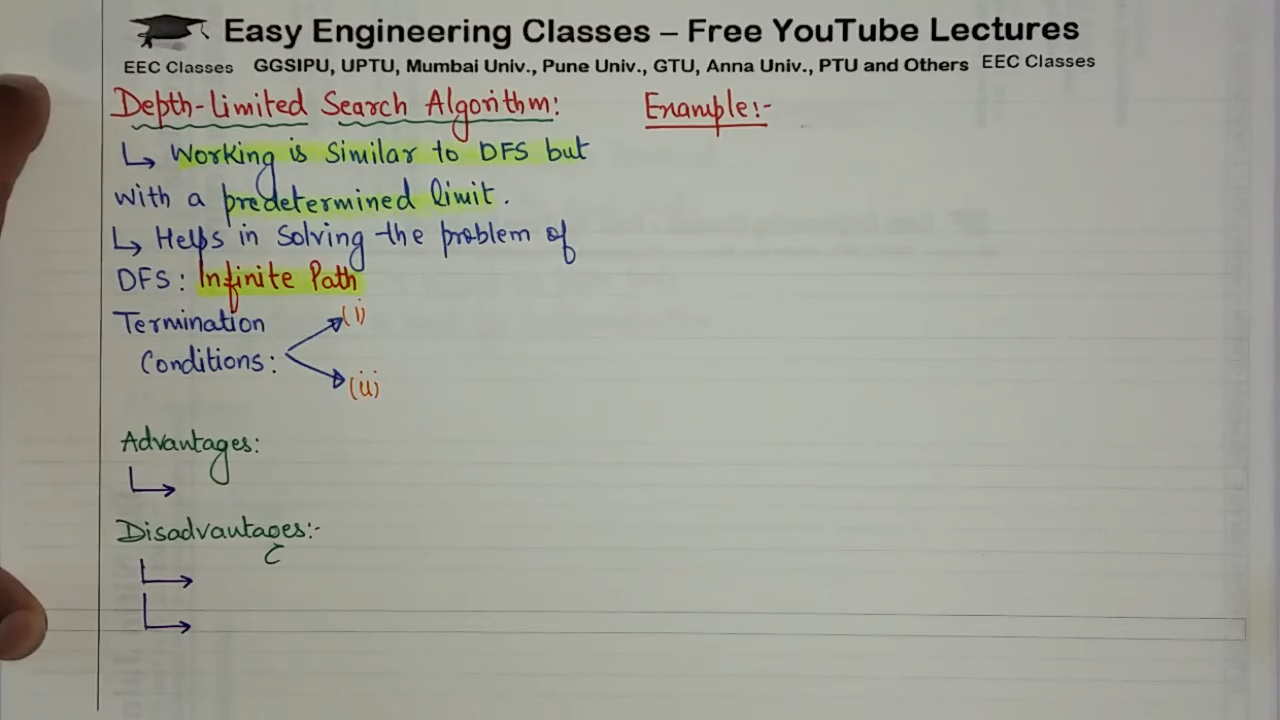 Easy Engineering Classes – Free YouTube Lectures
EEC Classes GGSIPU, UPTU, Mumbai Univ., Pune Univ., GTU, Anna Univ., PTU and Others EEC Classes
Depth-Limited Search Algorithm:
Working is Similar to DFS but
with a predetermined limit.
Helps in Solving the problem of
DFS: Infinite Path
Termination
Conditions:
(i)
(ii)
Advantages:
Disadvantages:-
Example:-